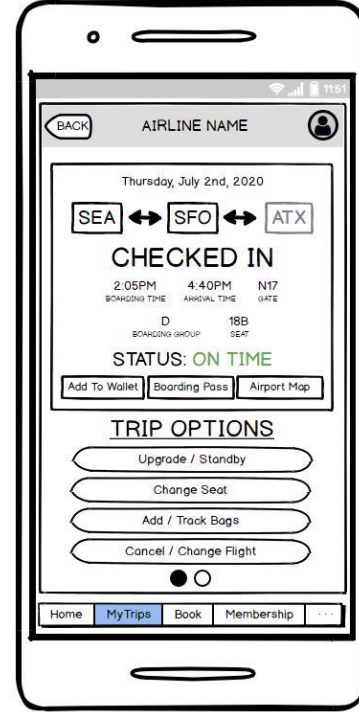 11:51
BACK AIRLINE NAME
Thursday, July 2nd, 2020
SEA SFO ATX
CHECKED IN
2:05PM 4:40PM N17
BOARDING TIME ARRIVAL TIME GATE
D 18B
BOARDING GROUP SEAT
STATUS: ON TIME
Add To Wallet Boarding Pass Airport Map
TRIP OPTIONS
Upgrade / Standby
Change Seat
Add / Track Bags
Cancel / Change Flight
Home MyTrips Book Membership ...